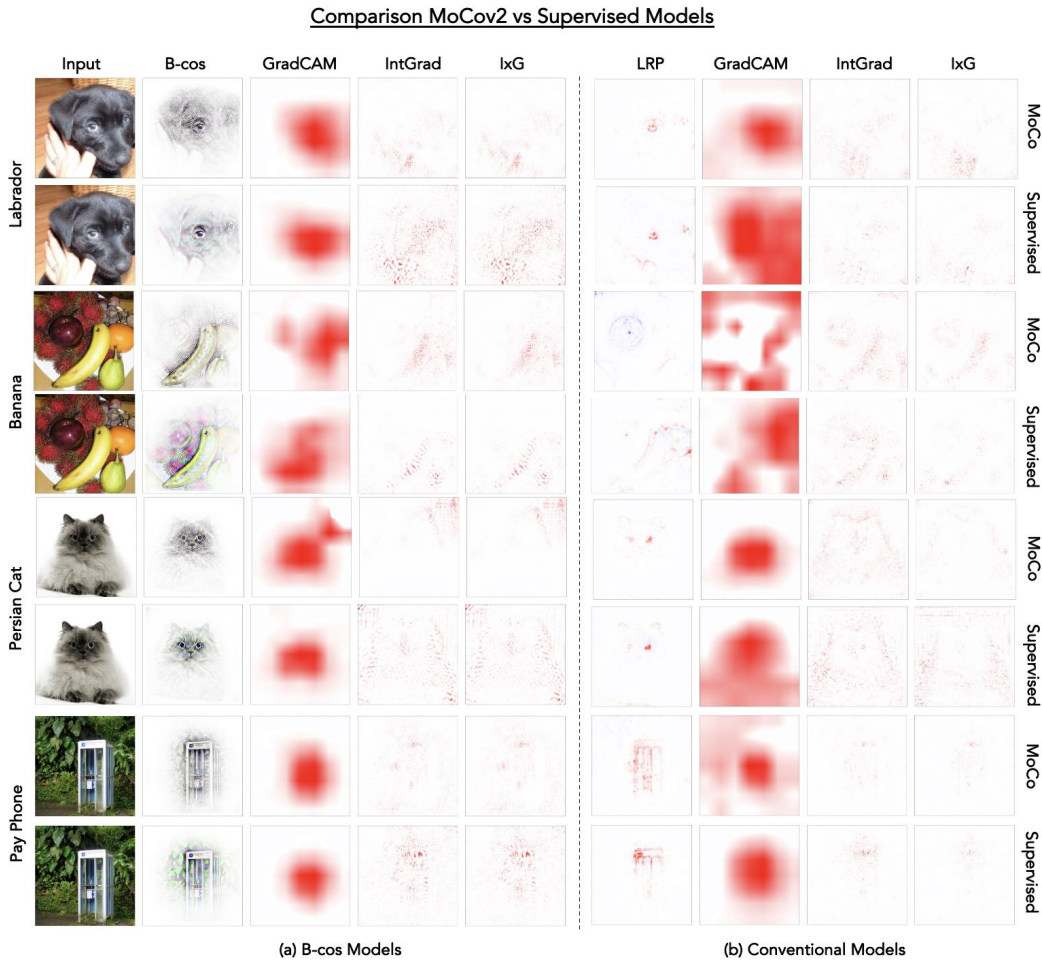 Comparison MoCov2 vs Supervised Models
Input B-cos GradCAM IntGrad IxG LRP GradCAM IntGrad IxG
Labrador
MoCo
Supervised
Banana
MoCo
Supervised
Persian Cat
MoCo
Supervised
Pay Phone
MoCo
Supervised
(a) B-cos Models (b) Conventional Models